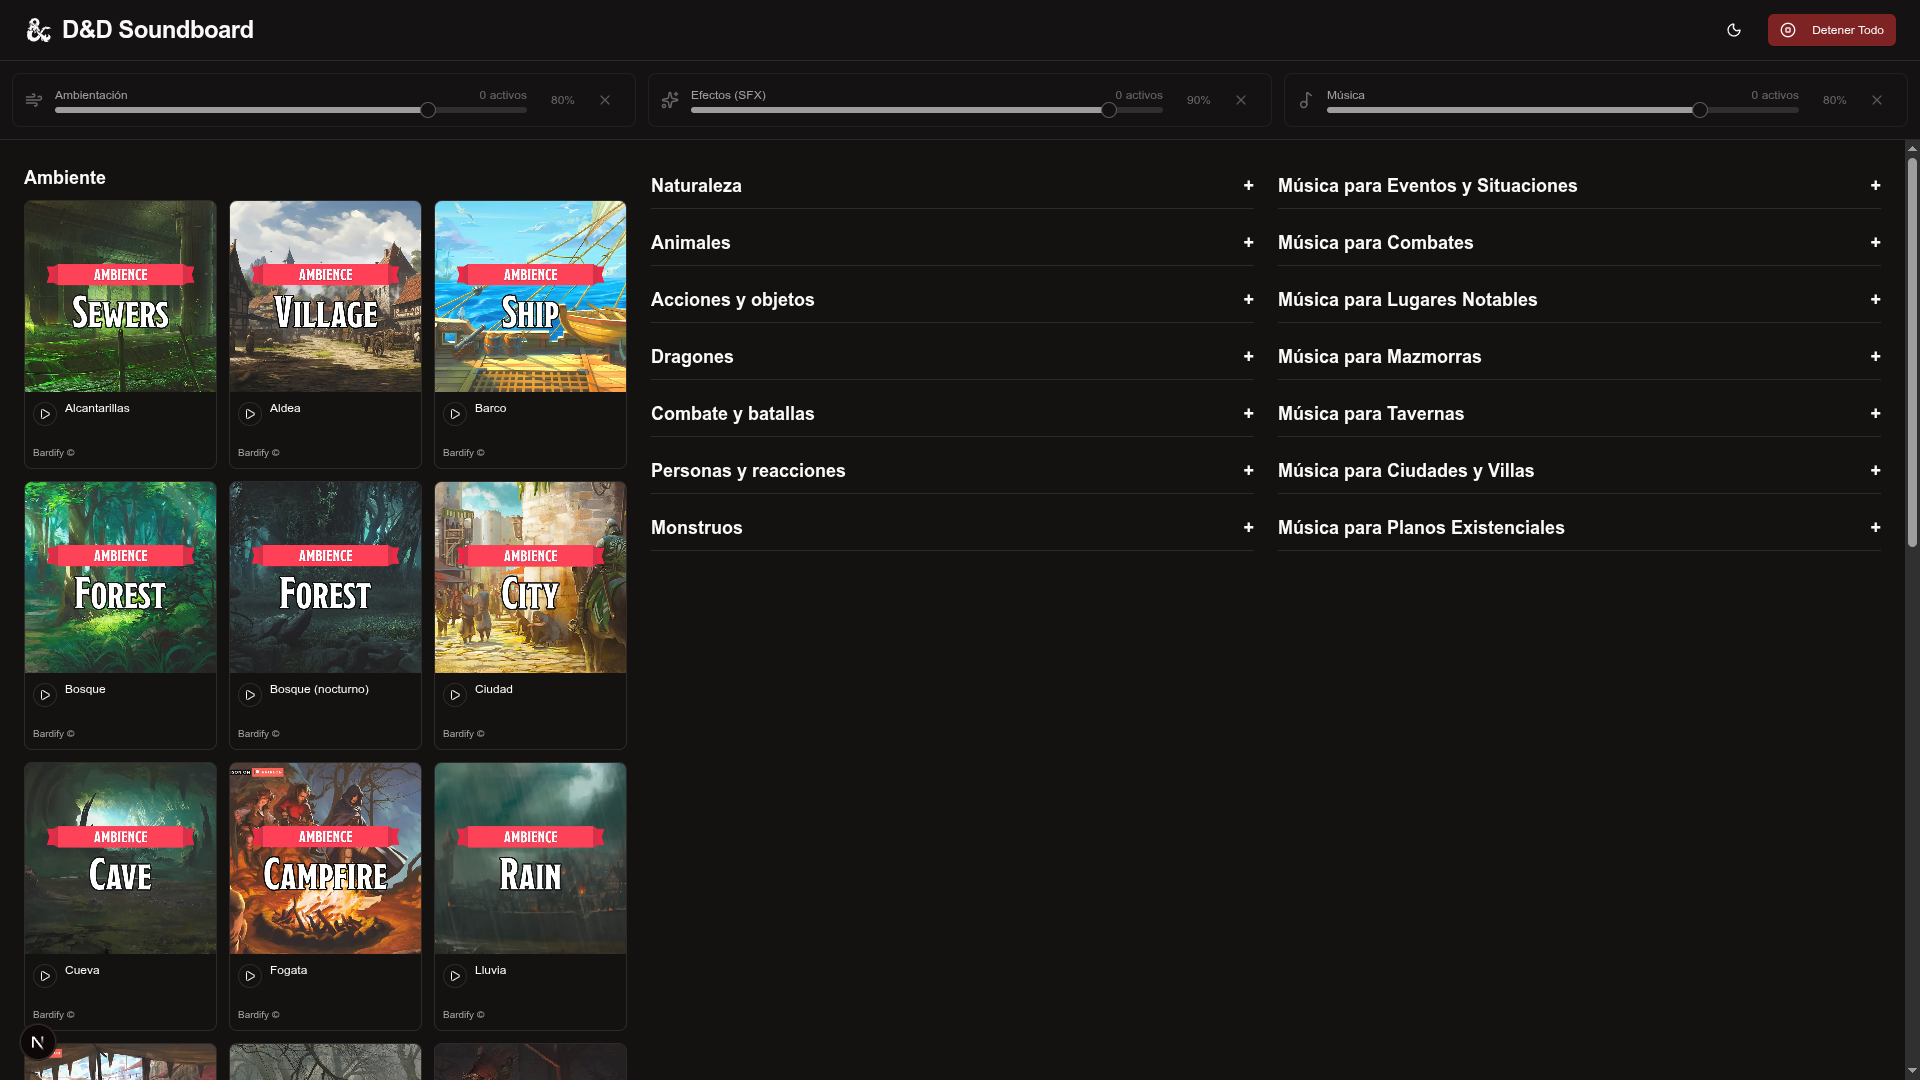 D&D Soundboard
Detener Todo
Ambientación
0 activos
80%
Efectos (SFX)
0 activos
90%
Música
0 activos
80%
Ambiente
AMBIENCE
SEWERS
Alcantarillas
Bardify ©
AMBIENCE
VILLAGE
Aldea
Bardify ©
AMBIENCE
SHIP
Barco
Bardify ©
AMBIENCE
FOREST
Bosque
Bardify ©
AMBIENCE
FOREST
Bosque (nocturno)
Bardify ©
AMBIENCE
CITY
Ciudad
Bardify ©
AMBIENCE
CAVE
Cueva
Bardify ©
AMBIENCE
CAMPFIRE
Fogata
Bardify ©
AMBIENCE
RAIN
Lluvia
Bardify ©
N
Naturaleza +
Animales +
Acciones y objetos +
Dragones +
Combate y batallas +
Personas y reacciones +
Monstruos +
Música para Eventos y Situaciones +
Música para Combates +
Música para Lugares Notables +
Música para Mazmorras +
Música para Tavernas +
Música para Ciudades y Villas +
Música para Planos Existenciales +